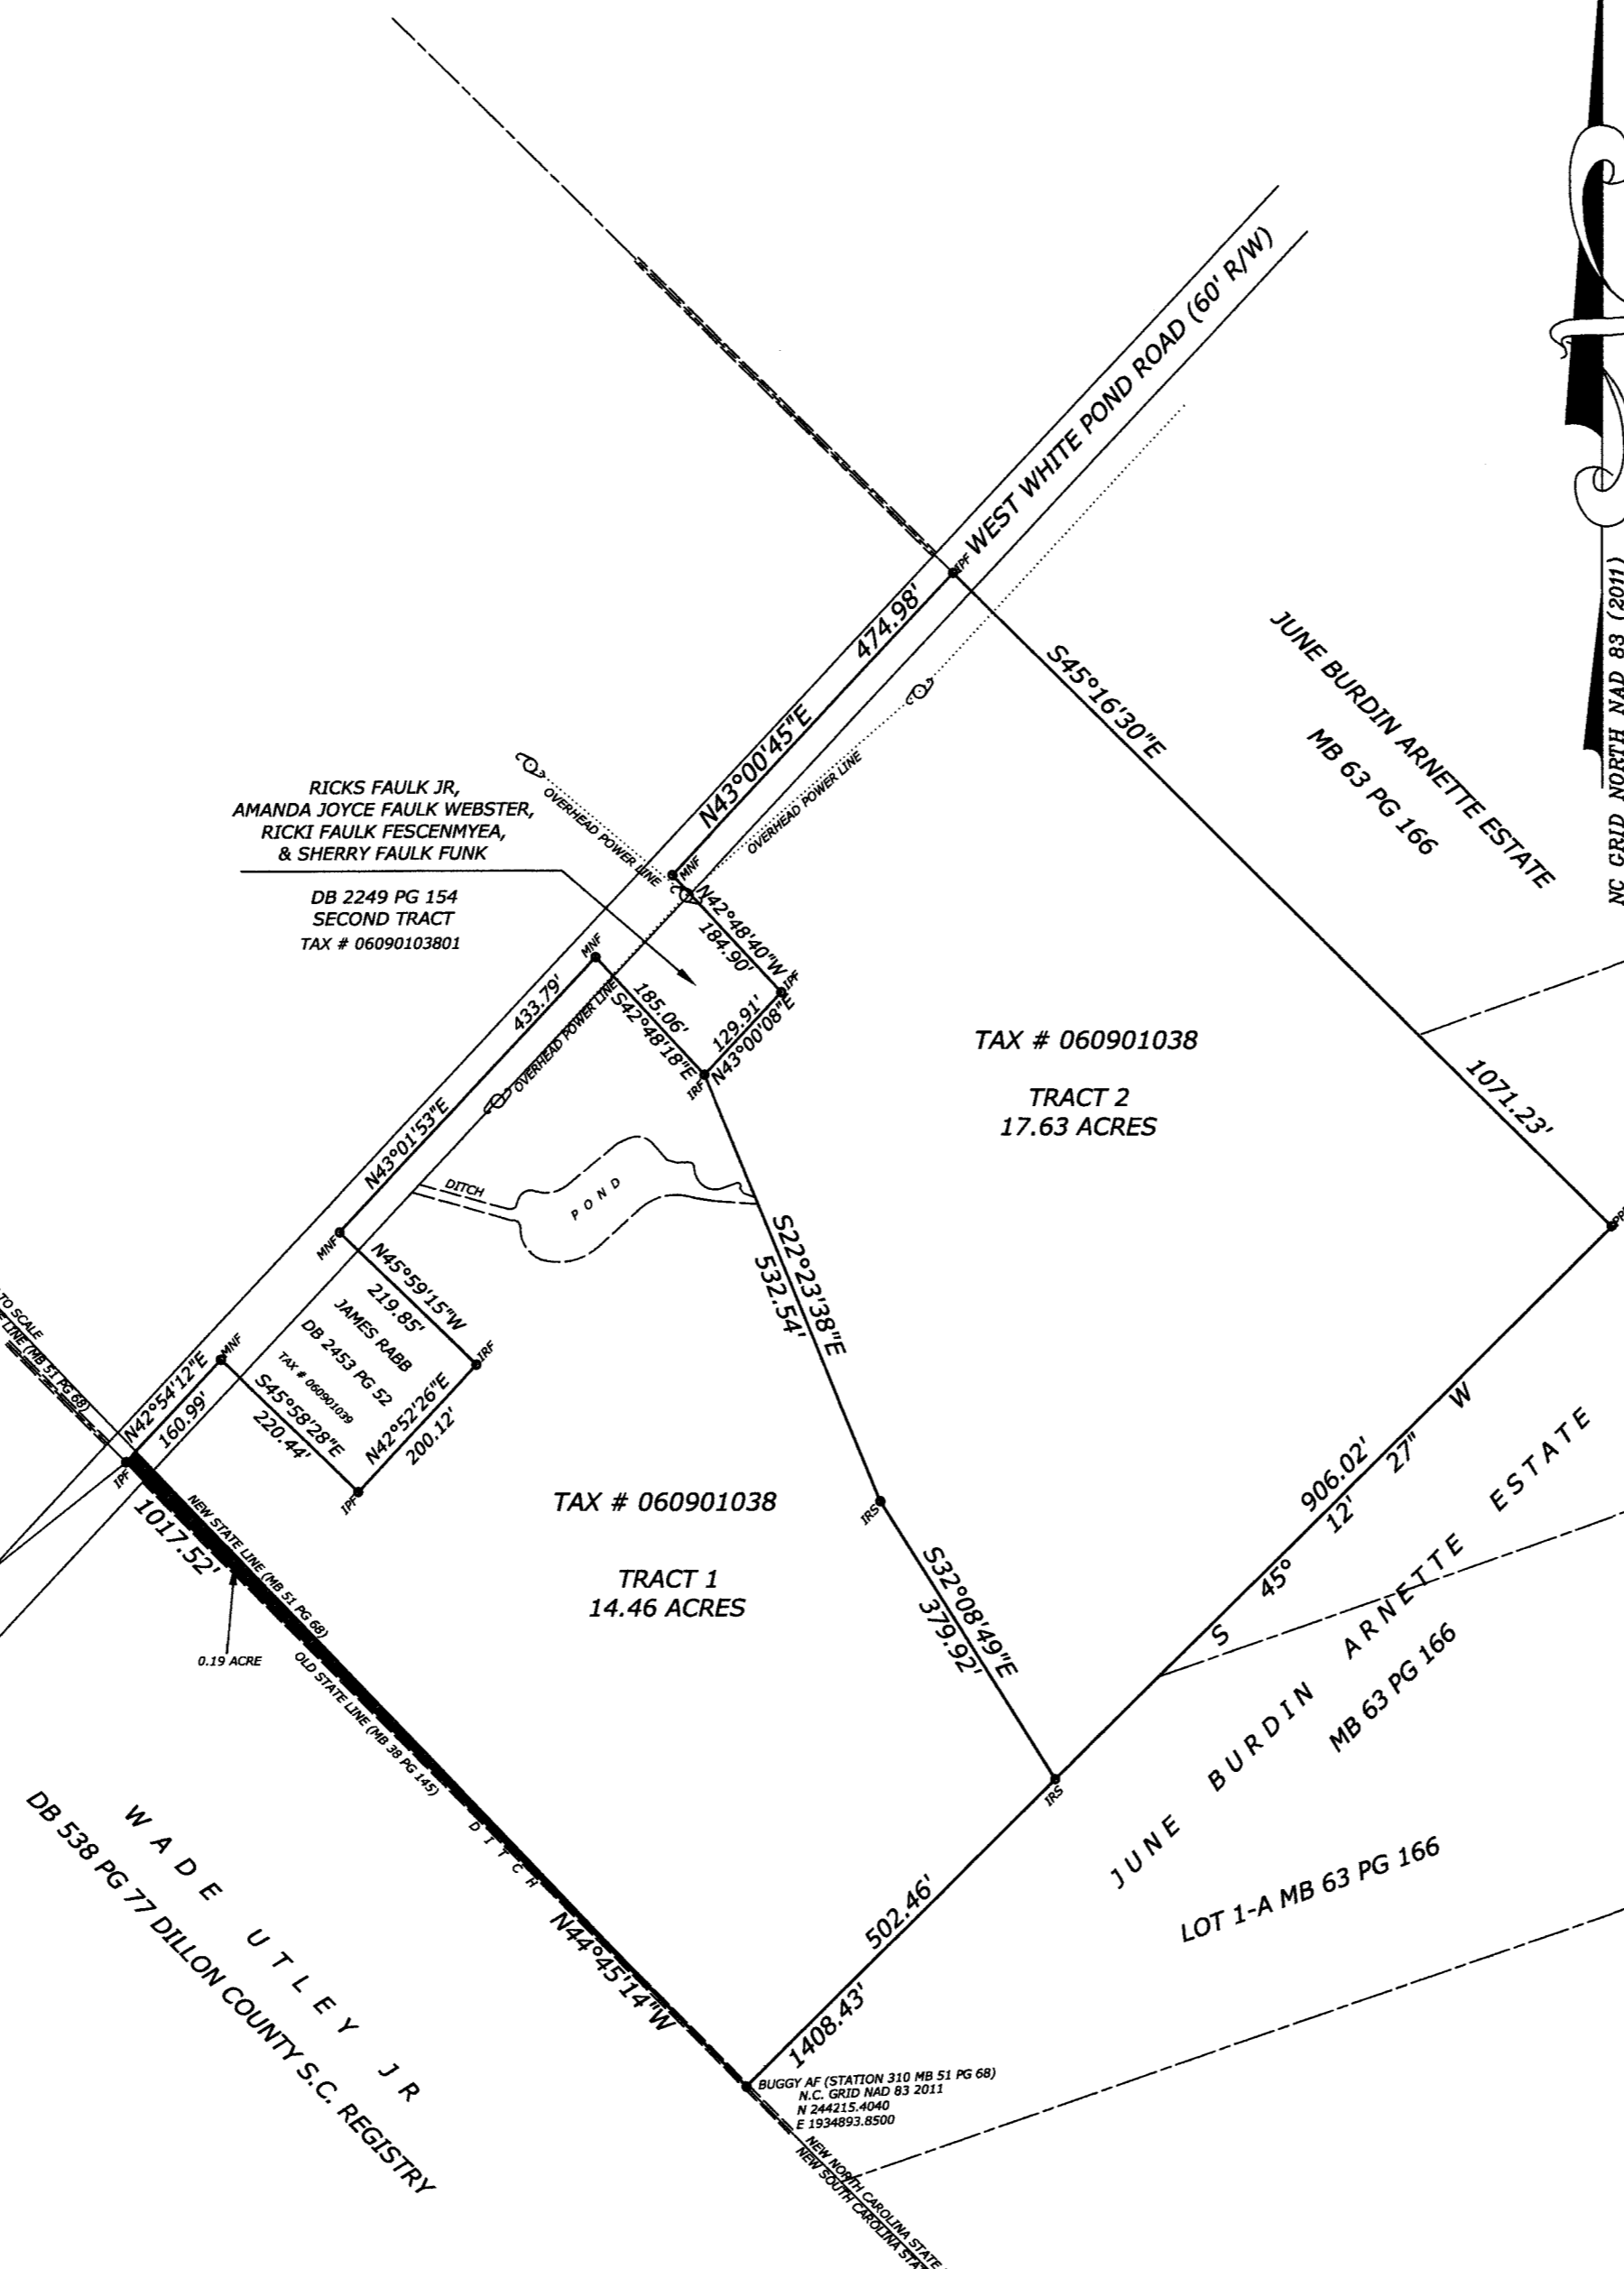 WEST WHITE POND ROAD (60' R/W)
IPF
474.98'
N43°00'45"E
S45°16'30"E
1071.23'
JUNE BURDIN ARNETTE ESTATE
MB 63 PG 166
NC GRID NORTH NAD 83 (2011)
RICKS FAULK JR,
AMANDA JOYCE FAULK WEBSTER,
RICKI FAULK FESCENMYEA,
& SHERRY FAULK FUNK
DB 2249 PG 154
SECOND TRACT
TAX # 06090103801
OVERHEAD POWER LINE
OVERHEAD POWER LINE
MNF
N42°48'40"W
184.90'
IPF
MNF
185.06'
S42°48'18"E
129.91'
N43°00'08"E
IRF
433.79'
OVERHEAD POWER LINE
N43°01'53"E
TAX # 060901038
TRACT 2
17.63 ACRES
DITCH
POND
S22°23'38"E
532.54'
MNF
N45°59'15"W
219.85'
JAMES RABB
DB 2453 PG 52
TAX # 060901039
IRF
N42°52'26"E
200.12'
TO SCALE
LINE (MB 51 PG 68)
MNF
N42°54'12"E
160.99'
S45°58'28"E
220.44'
IPF
IPF
1017.52'
NEW STATE LINE (MB 51 PG 68)
OLD STATE LINE (MB 38 PG 145)
0.19 ACRE
DITCH
N44°45'14"W
TAX # 060901038
TRACT 1
14.46 ACRES
IRS
S32°08'49"E
379.92'
IRS
906.02'
S 45° 12' 27" W
JUNE BURDIN ARNETTE ESTATE
MB 63 PG 166
LOT 1-A MB 63 PG 166
502.46'
1408.43'
WADE UTLEY JR
DB 538 PG 77 DILLON COUNTY S.C. REGISTRY
BUGGY AF (STATION 310 MB 51 PG 68)
N.C. GRID NAD 83 2011
N 244215.4040
E 1934893.8500
NEW NORTH CAROLINA STATE
NEW SOUTH CAROLINA STAT